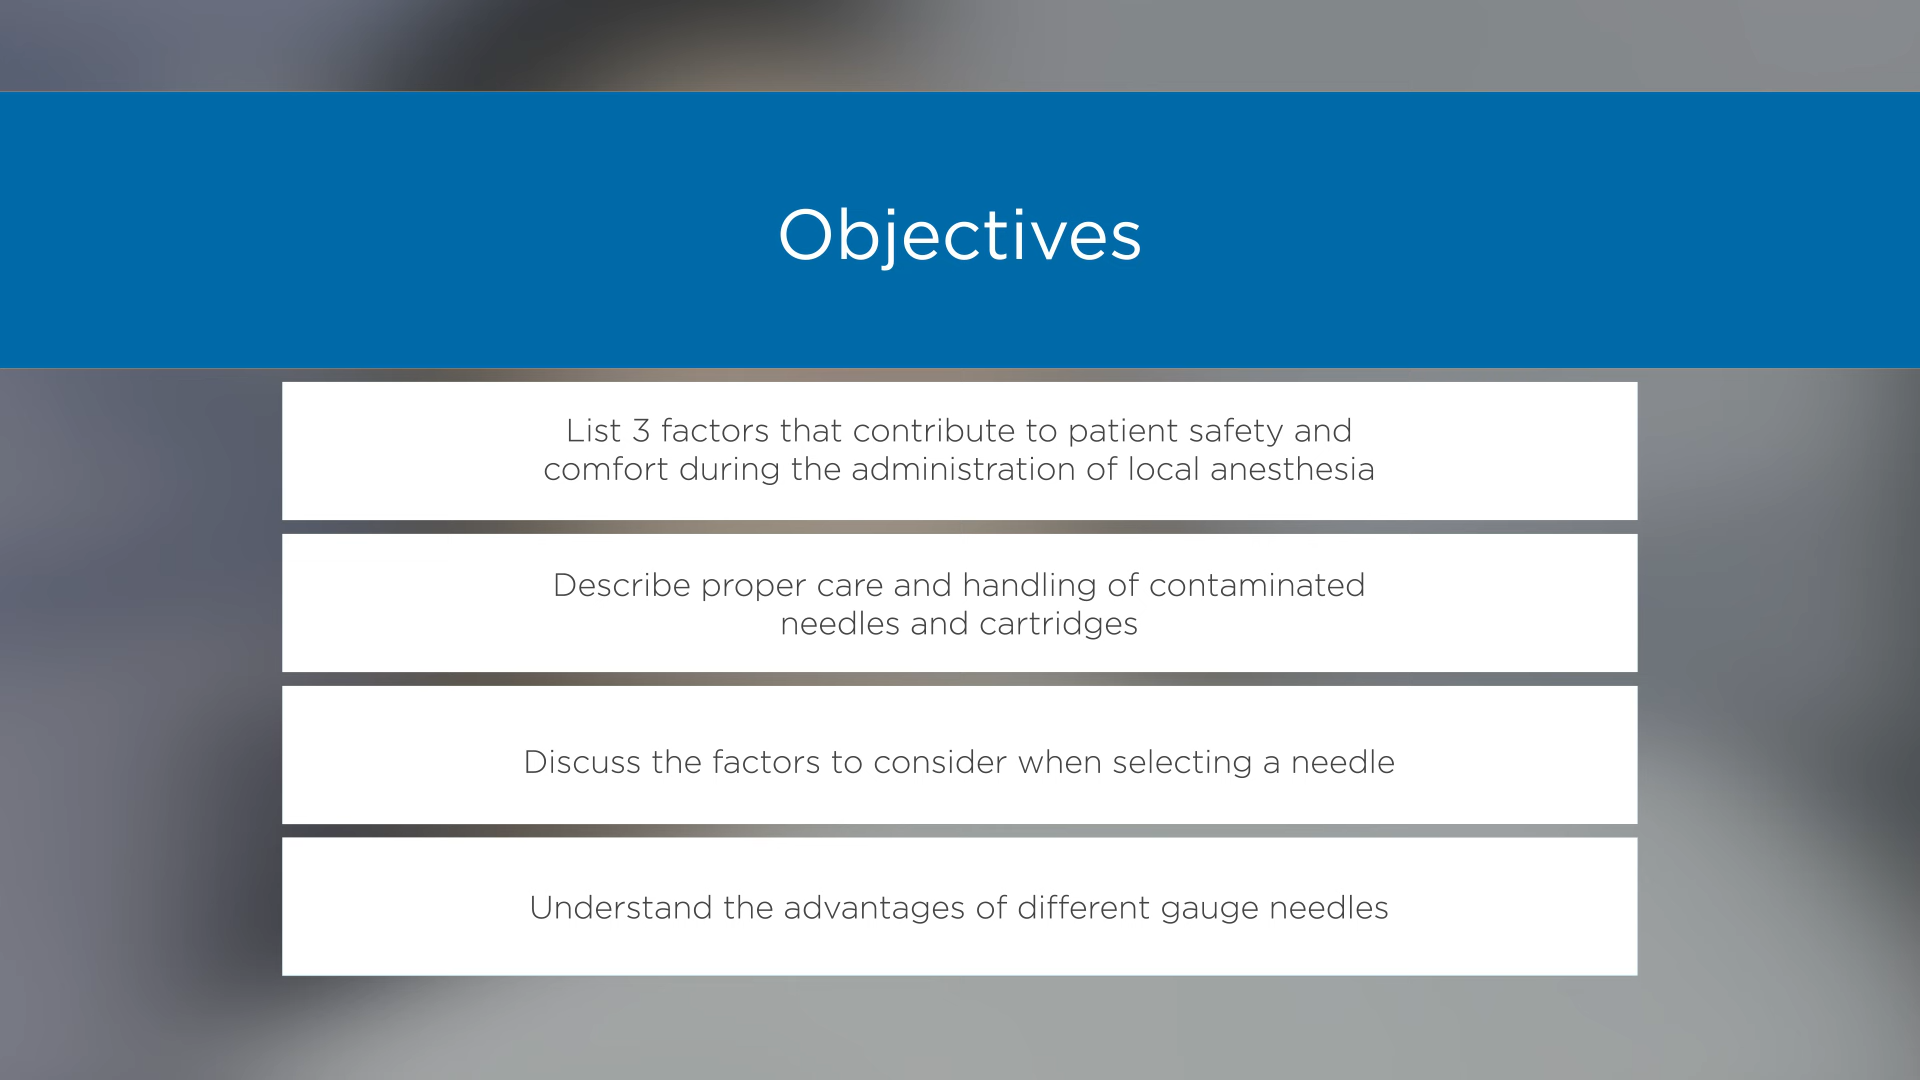 Objectives
List 3 factors that contribute to patient safety and
comfort during the administration of local anesthesia
Describe proper care and handling of contaminated
needles and cartridges
Discuss the factors to consider when selecting a needle
Understand the advantages of different gauge needles